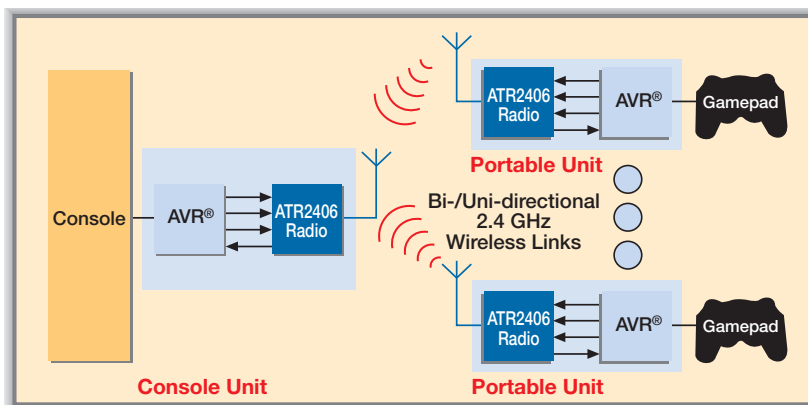 ATR2406
Radio
AVR®
Gamepad
Portable Unit
Console
AVR®
ATR2406
Radio
Bi-/Uni-directional
2.4 GHz
Wireless Links
ATR2406
Radio
AVR®
Gamepad
Console Unit
Portable Unit